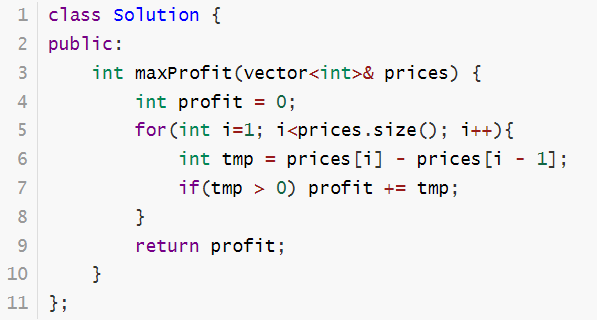 1 class Solution {
2 public:
3     int maxProfit(vector<int>& prices) {
4         int profit = 0;
5         for(int i=1; i<prices.size(); i++){
6             int tmp = prices[i] - prices[i - 1];
7             if(tmp > 0) profit += tmp;
8         }
9         return profit;
10     }
11 };